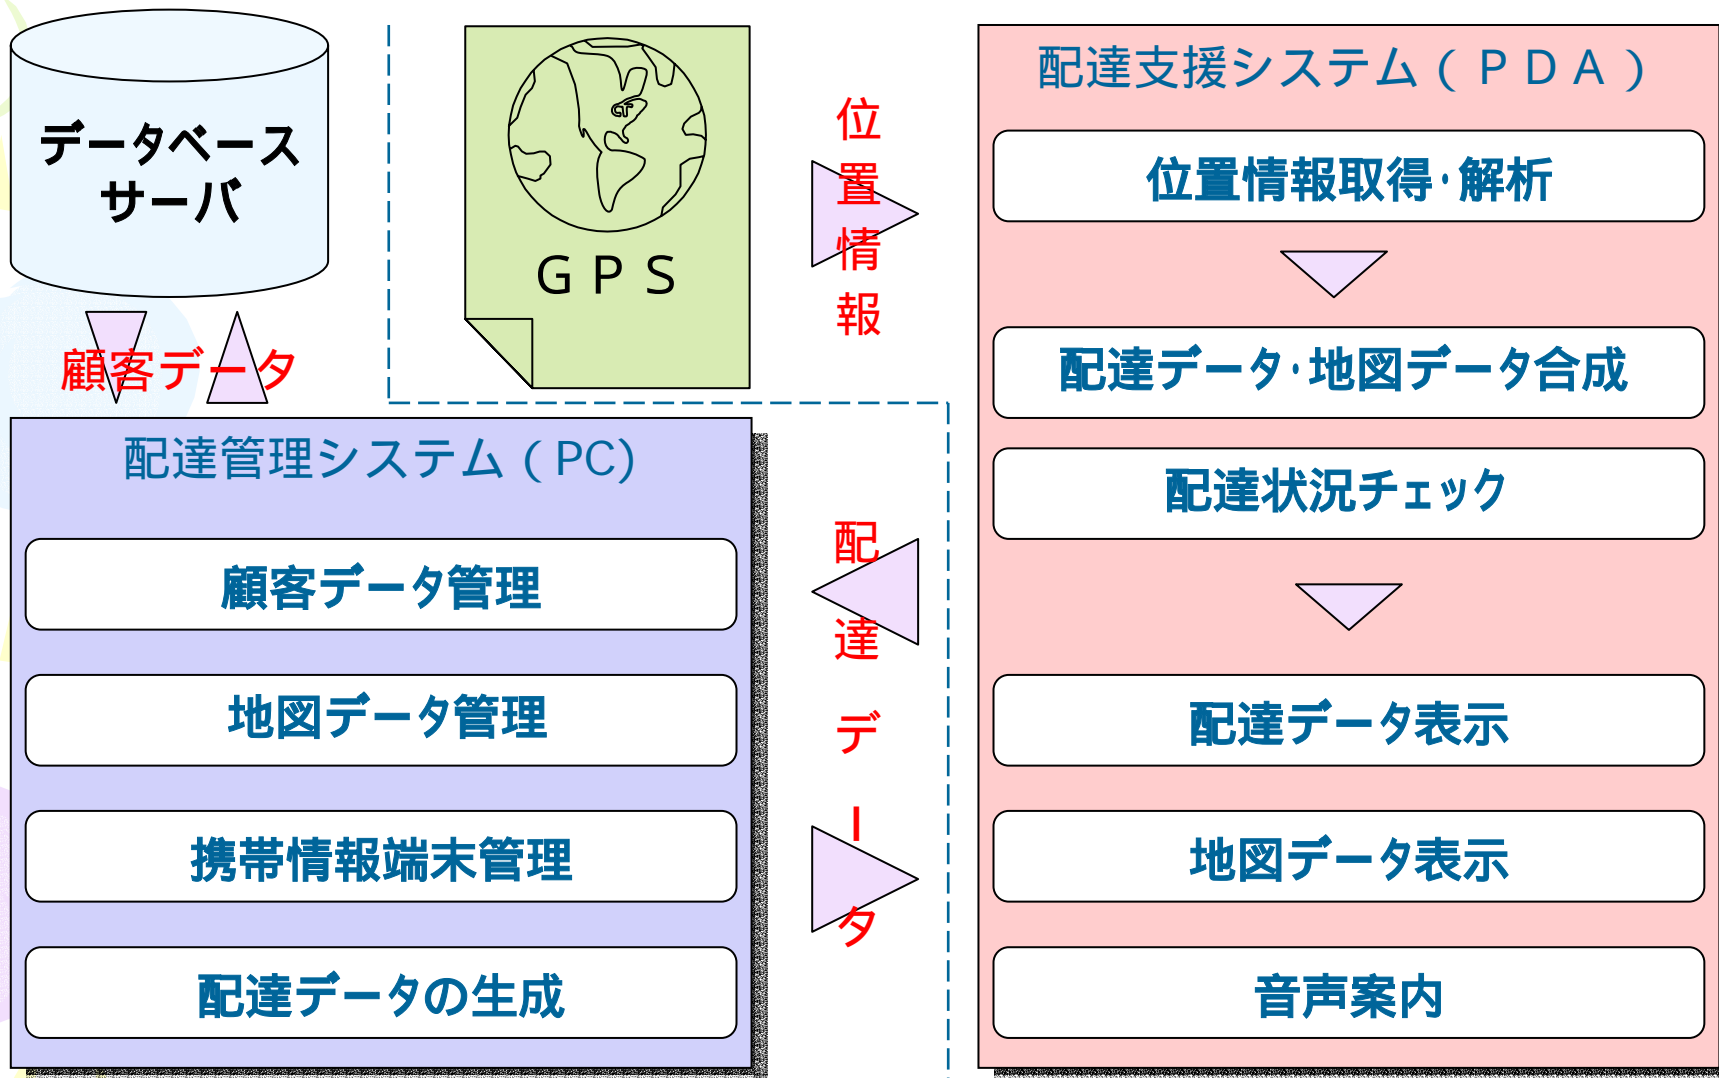 データベース
サーバ
顧客データ
GPS
位置情報
配達管理システム(PC)
顧客データ管理
地図データ管理
携帯情報端末管理
配達データの生成
配達データ
配達支援システム(PDA)
位置情報取得・解析
配達データ・地図データ合成
配達状況チェック
配達データ表示
地図データ表示
音声案内